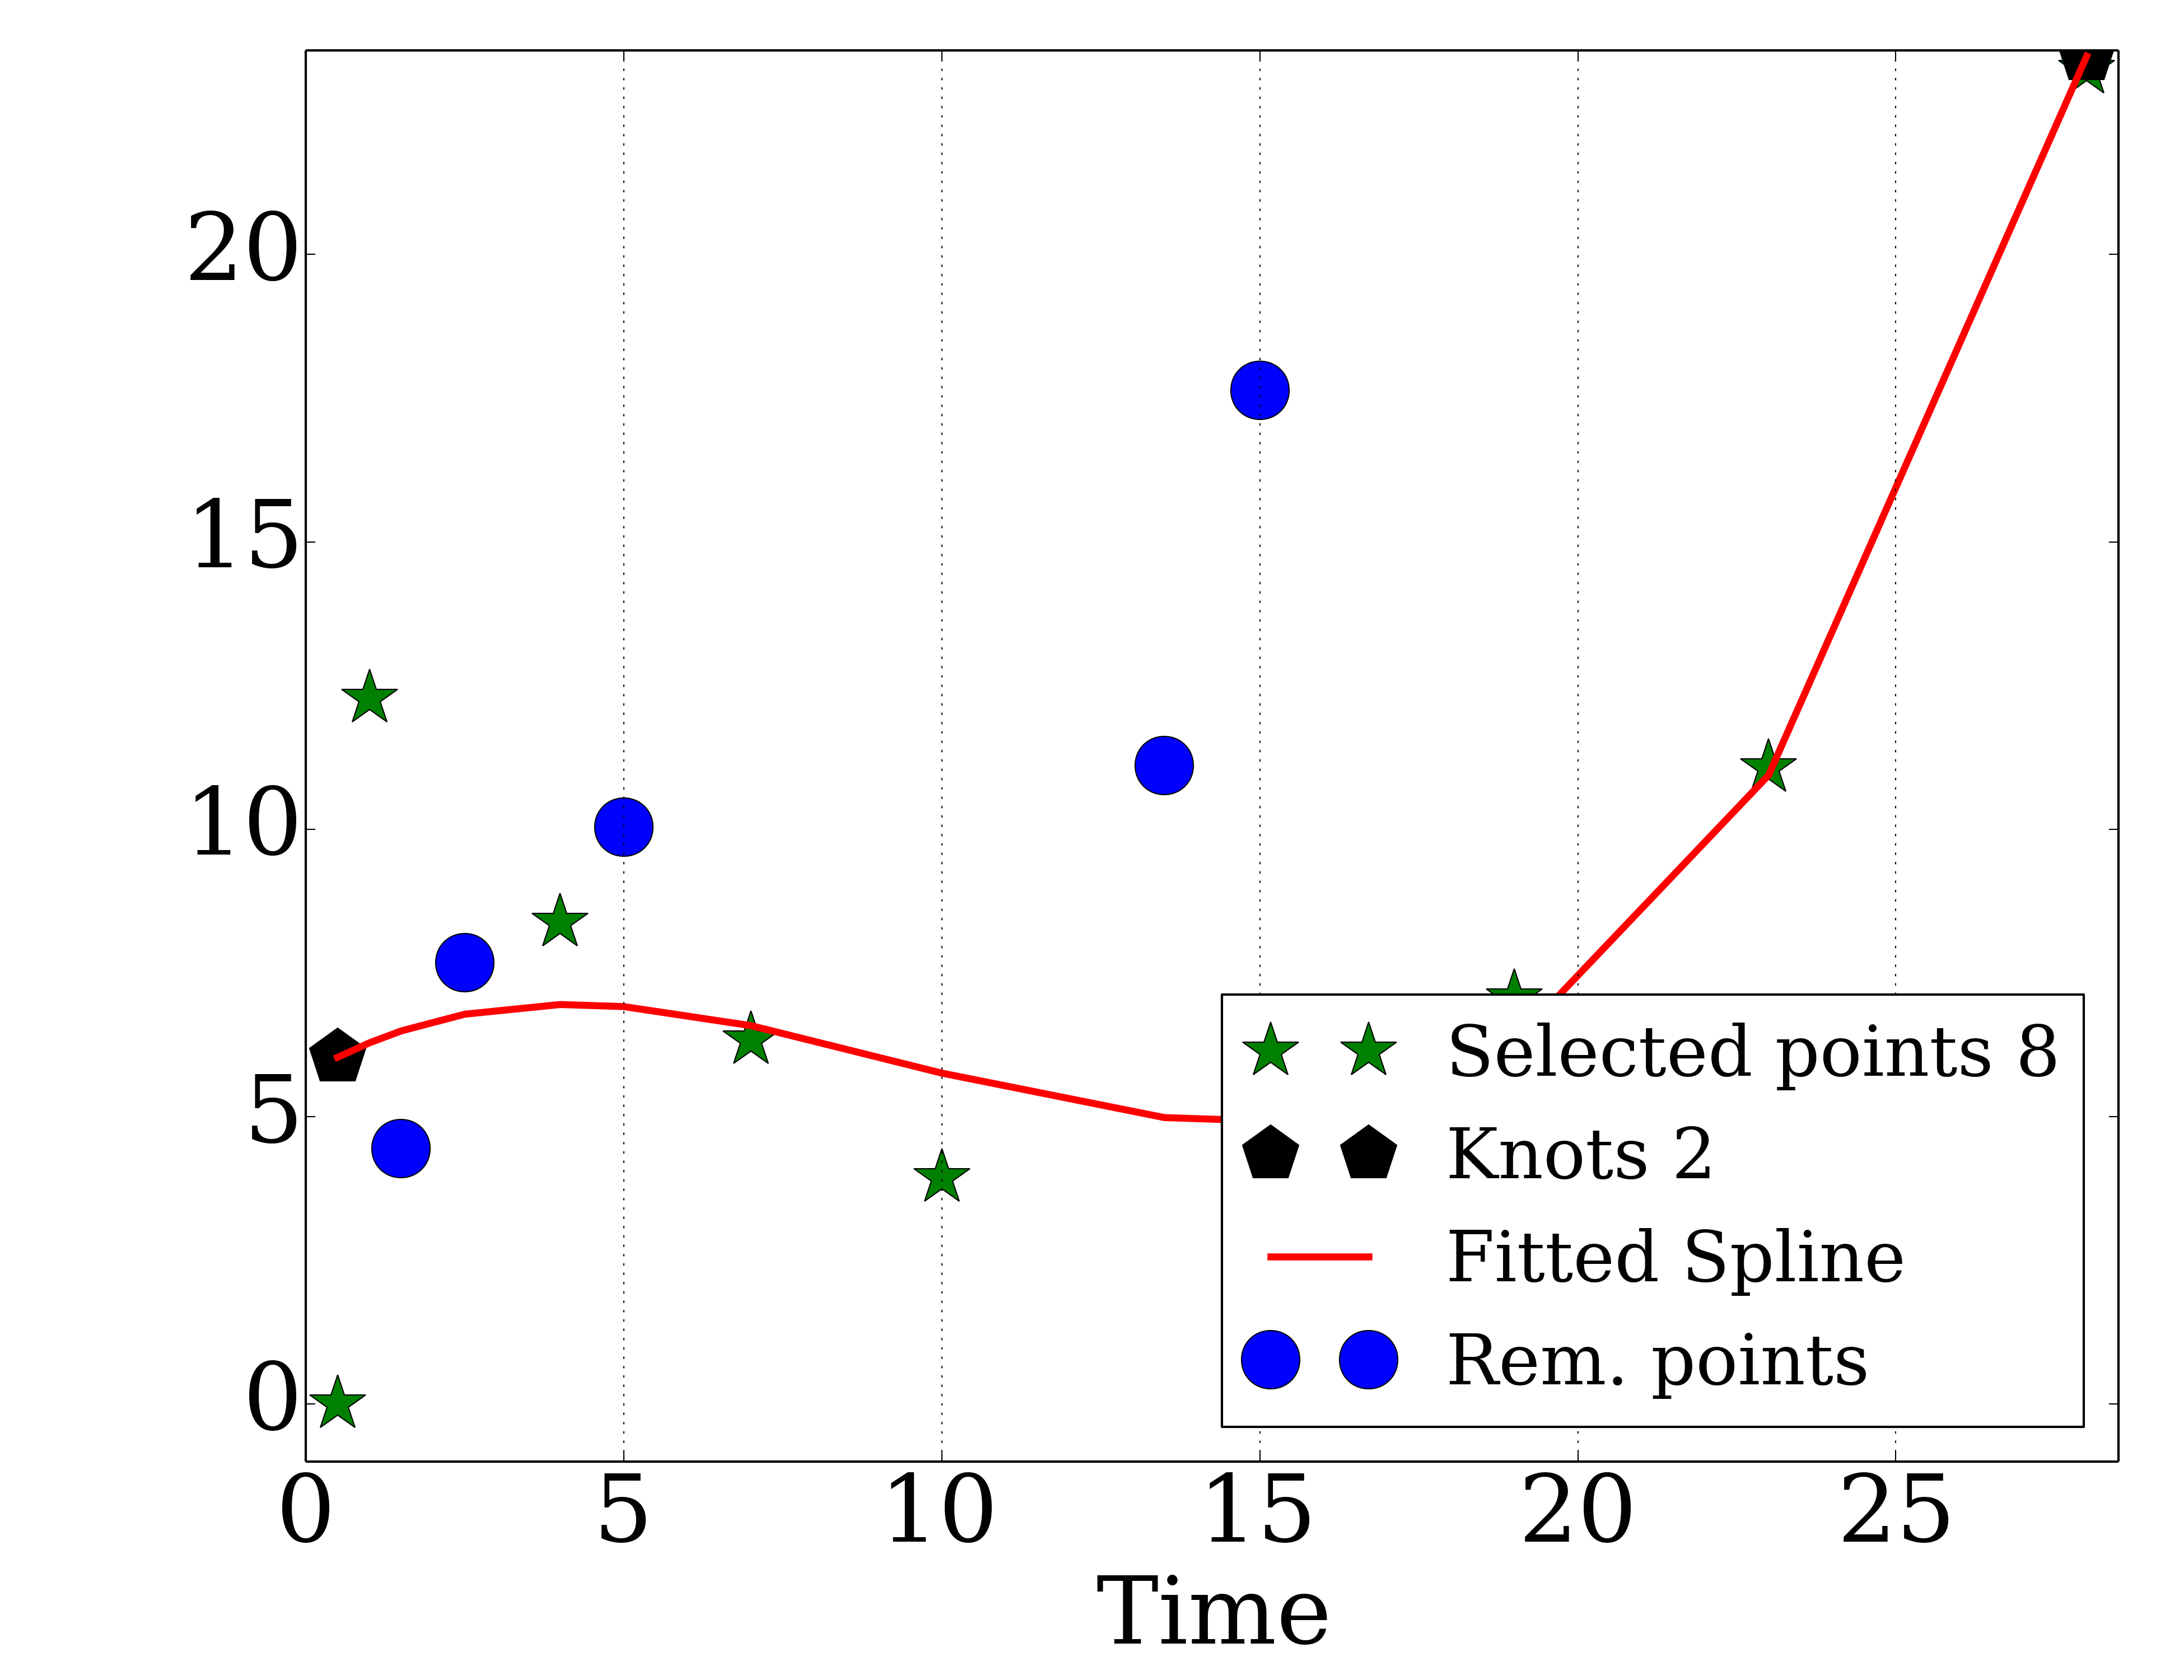 20
15
10
5
0
0 5 10 15 20 25
Time
Selected points 8
Knots 2
Fitted Spline
Rem. points